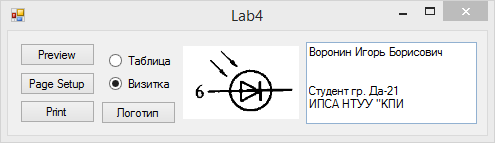 Lab4
Preview
Page Setup
Print
Таблица
Визитка
Логотип
6
Воронин Игорь Борисович
Студент гр. Да-21
ИПСА НТУУ "КПИ